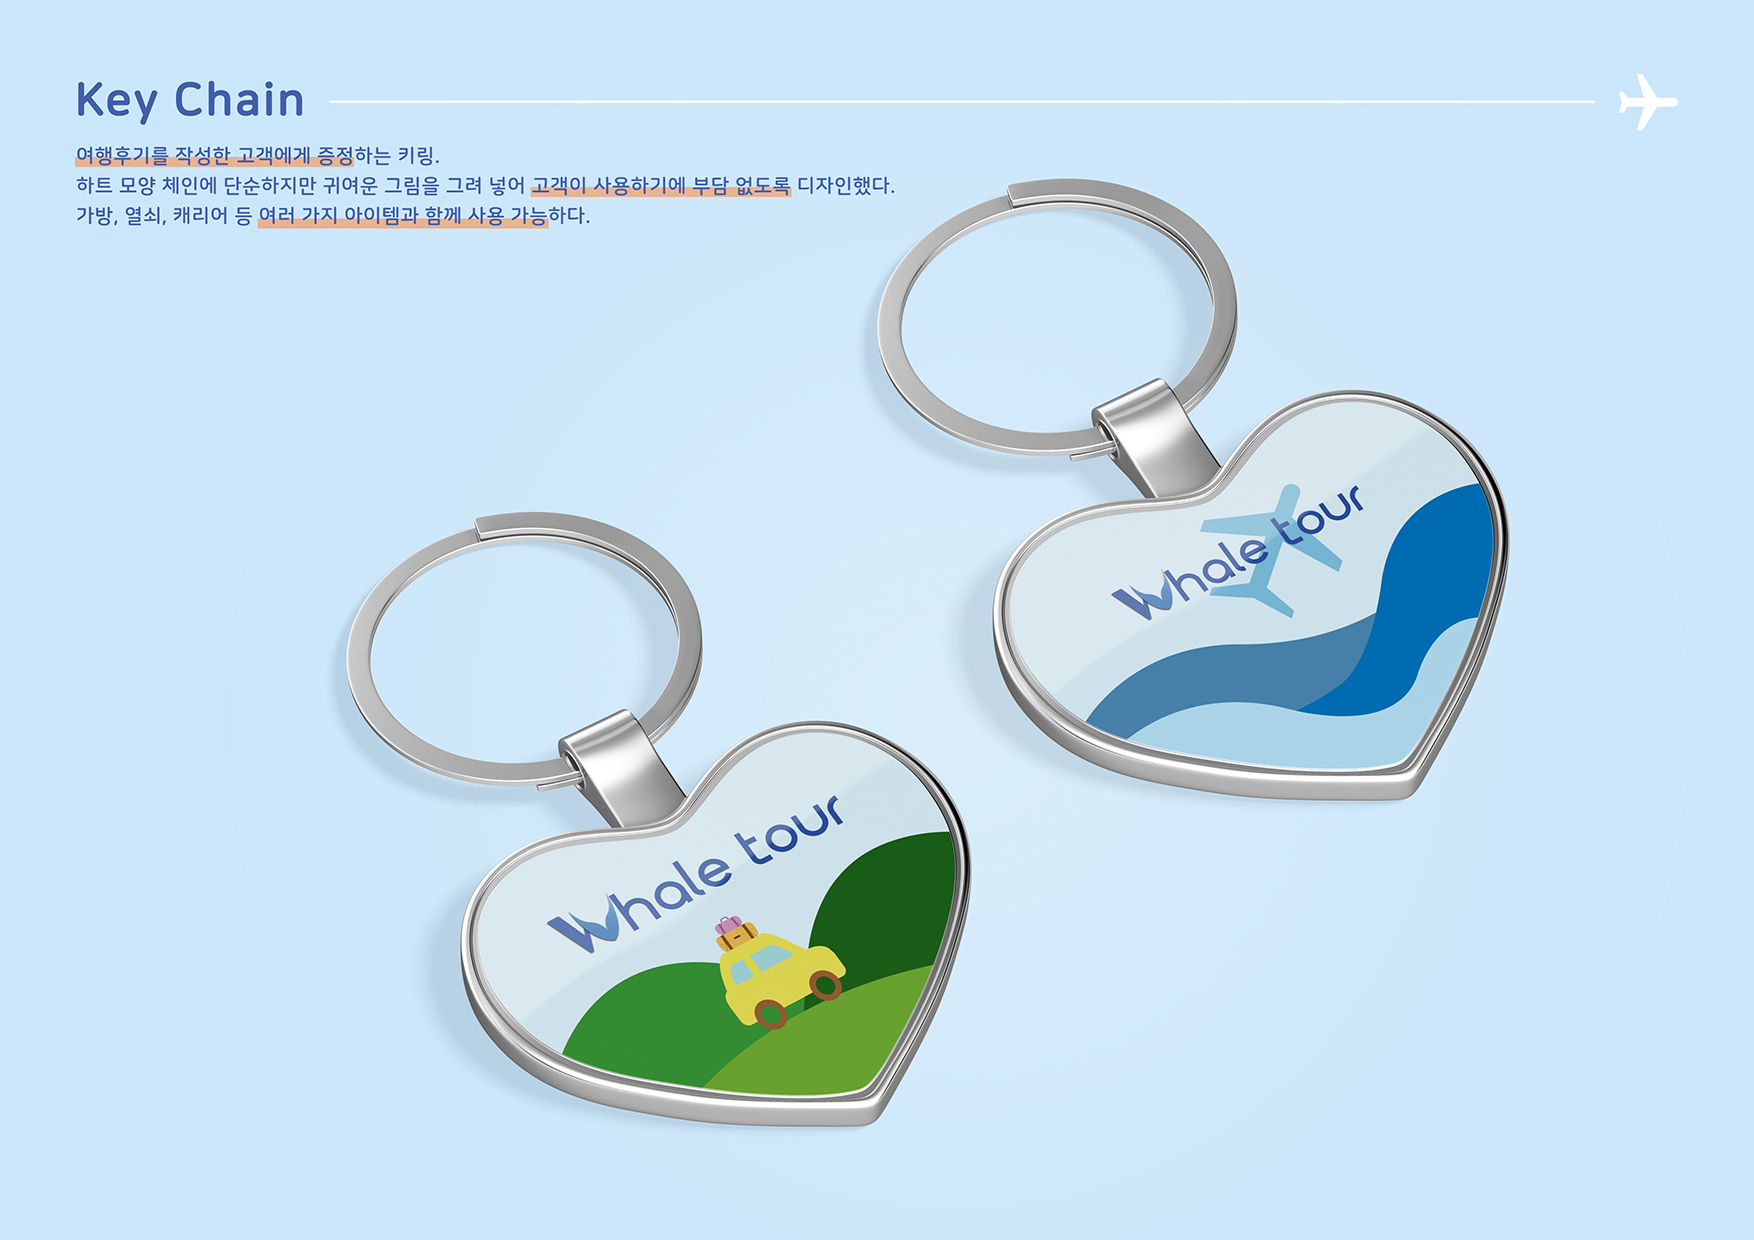 Key Chain
여행후기를 작성한 고객에게 증정하는 키링.
하트 모양 체인에 단순하지만 귀여운 그림을 그려 넣어 고객이 사용하기에 부담 없도록 디자인했다.
가방, 열쇠, 캐리어 등 여러 가지 아이템과 함께 사용 가능하다.
Whale tour
Whale tour